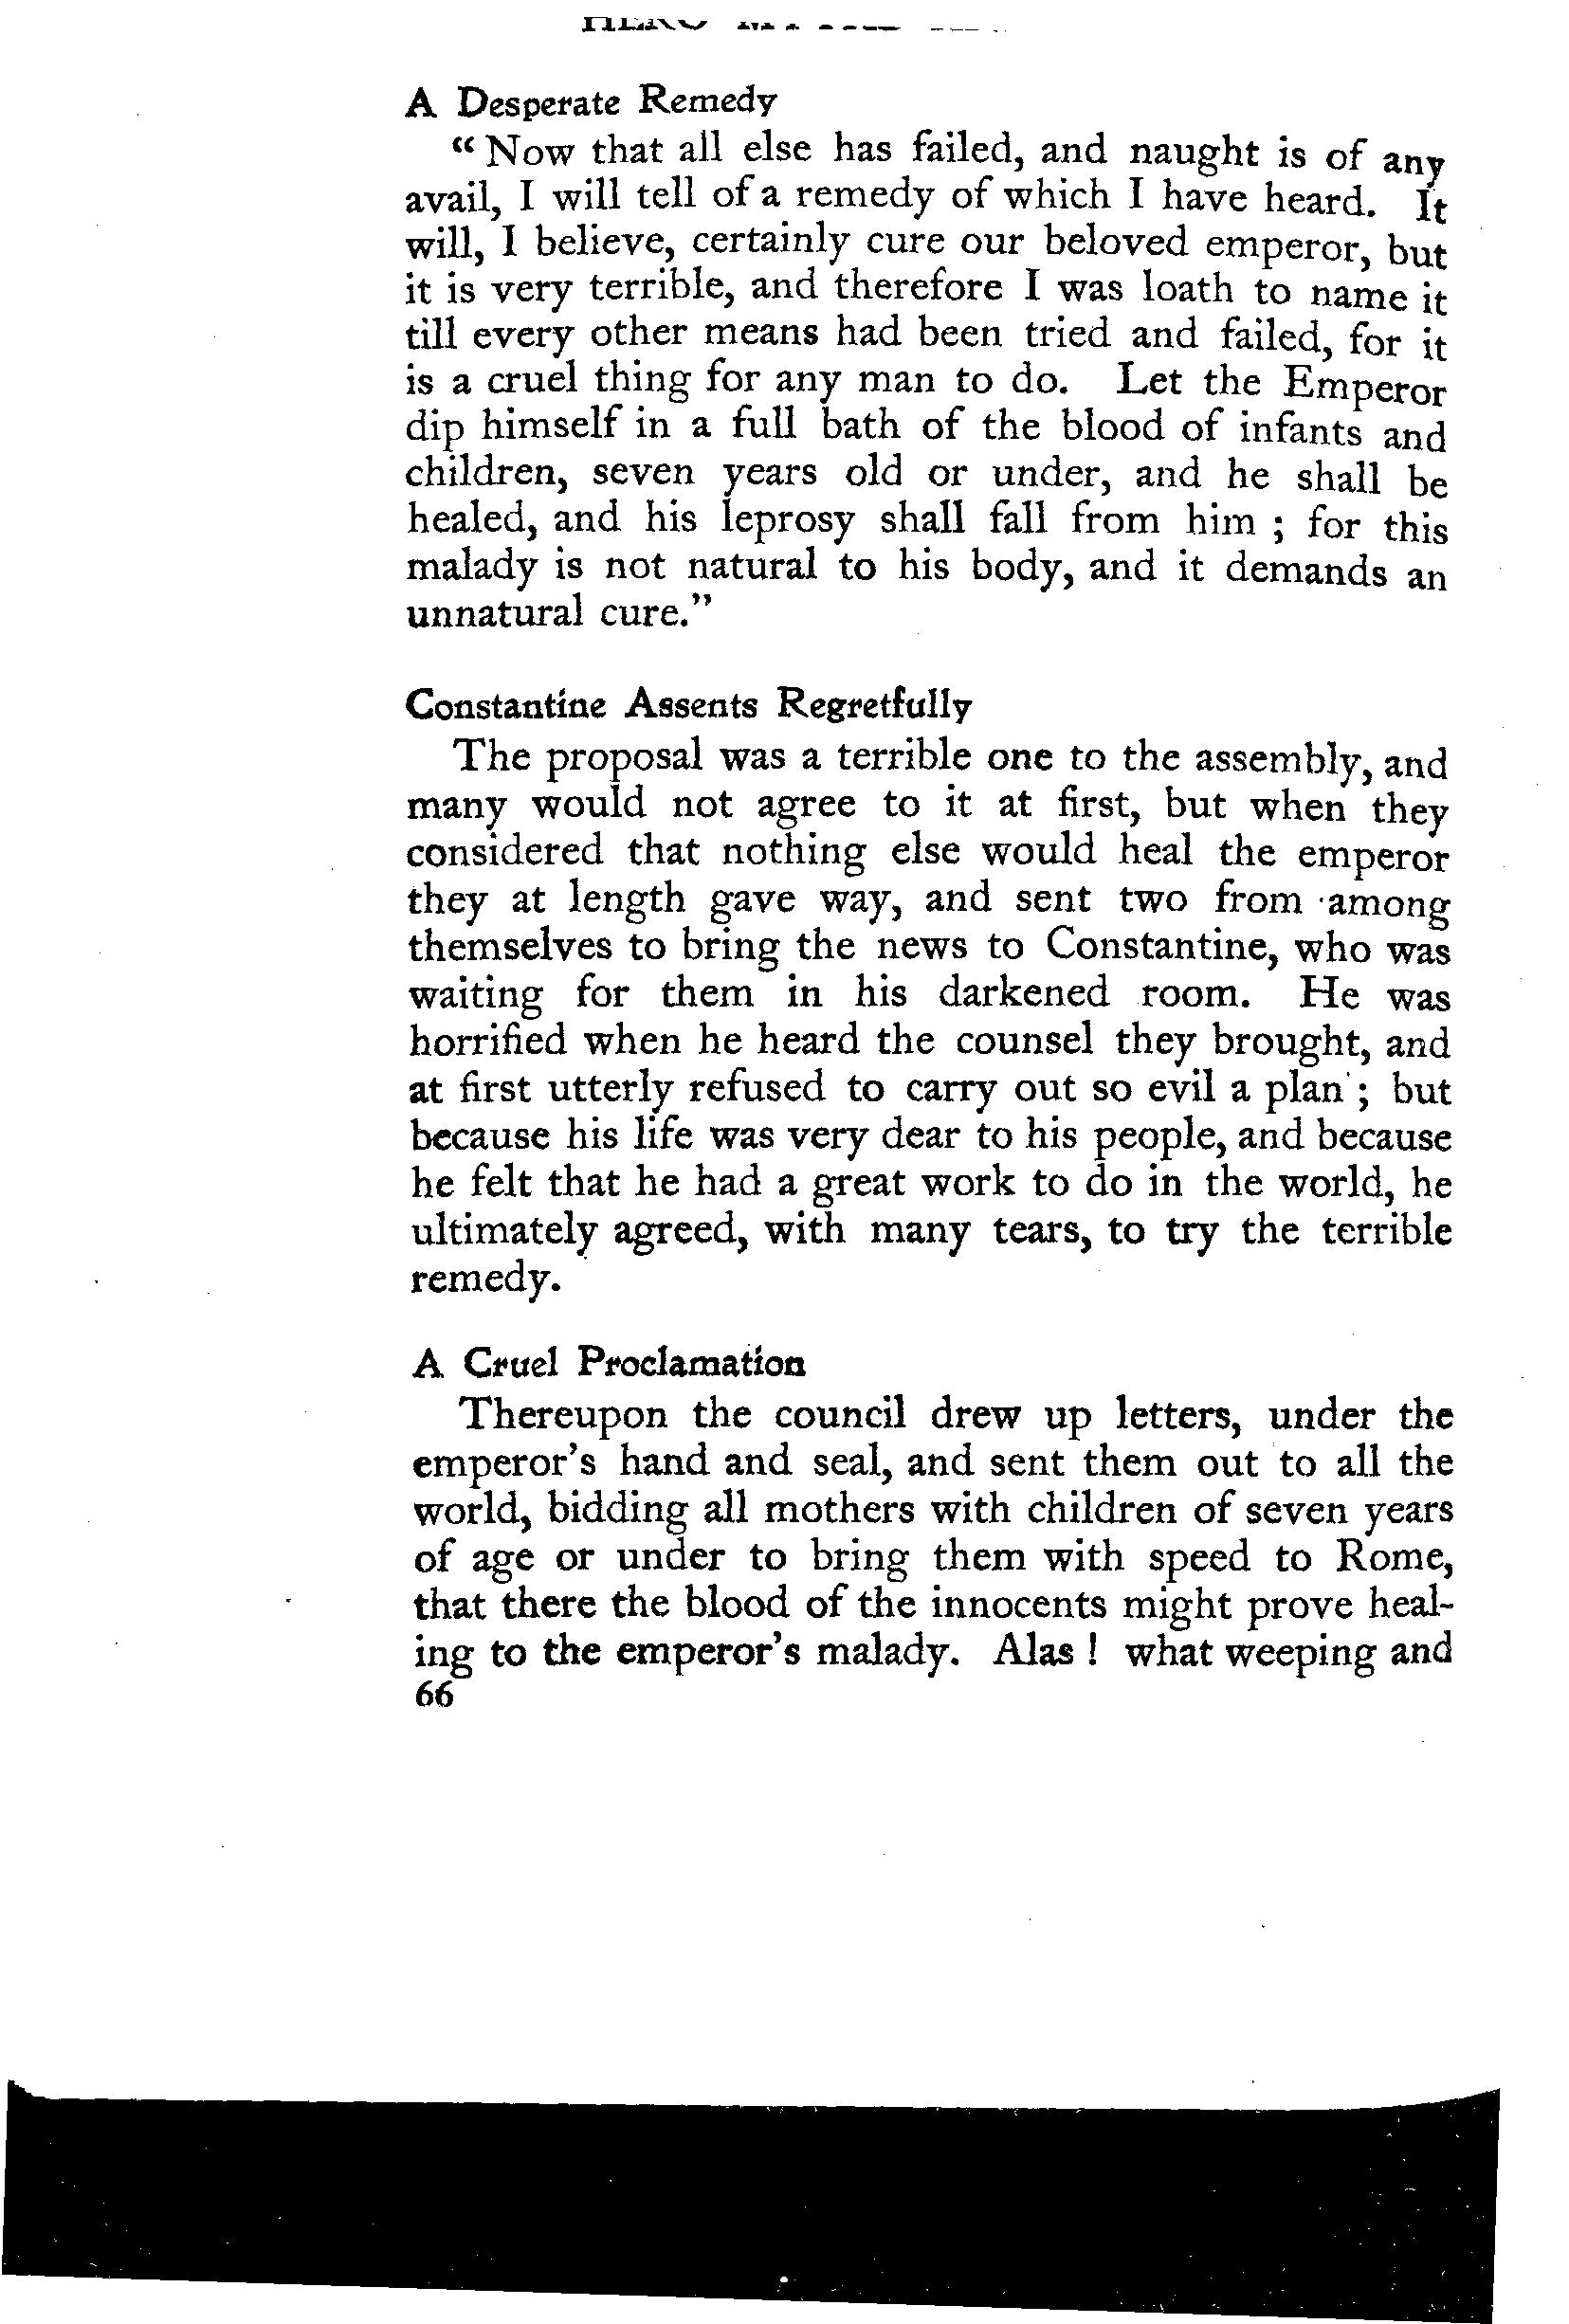 A Desperate Remedy
“Now that all else has failed, and naught is of any
avail, I will tell of a remedy of which I have heard. It
will, I believe, certainly cure our beloved emperor, but
it is very terrible, and therefore I was loath to name it
till every other means had been tried and failed, for it
is a cruel thing for any man to do. Let the Emperor
dip himself in a full bath of the blood of infants and
children, seven years old or under, and he shall be
healed, and his leprosy shall fall from him ; for this
malady is not natural to his body, and it demands an
unnatural cure.”
Constantine Assents Regretfully
The proposal was a terrible one to the assembly, and
many would not agree to it at first, but when they
considered that nothing else would heal the emperor
they at length gave way, and sent two from among
themselves to bring the news to Constantine, who was
waiting for them in his darkened room. He was
horrified when he heard the counsel they brought, and
at first utterly refused to carry out so evil a plan ; but
because his life was very dear to his people, and because
he felt that he had a great work to do in the world, he
ultimately agreed, with many tears, to try the terrible
remedy.
A Cruel Proclamation
Thereupon the council drew up letters, under the
emperor’s hand and seal, and sent them out to all the
world, bidding all mothers with children of seven years
of age or under to bring them with speed to Rome,
that there the blood of the innocents might prove heal-
ing to the emperor’s malady. Alas ! what weeping and
66